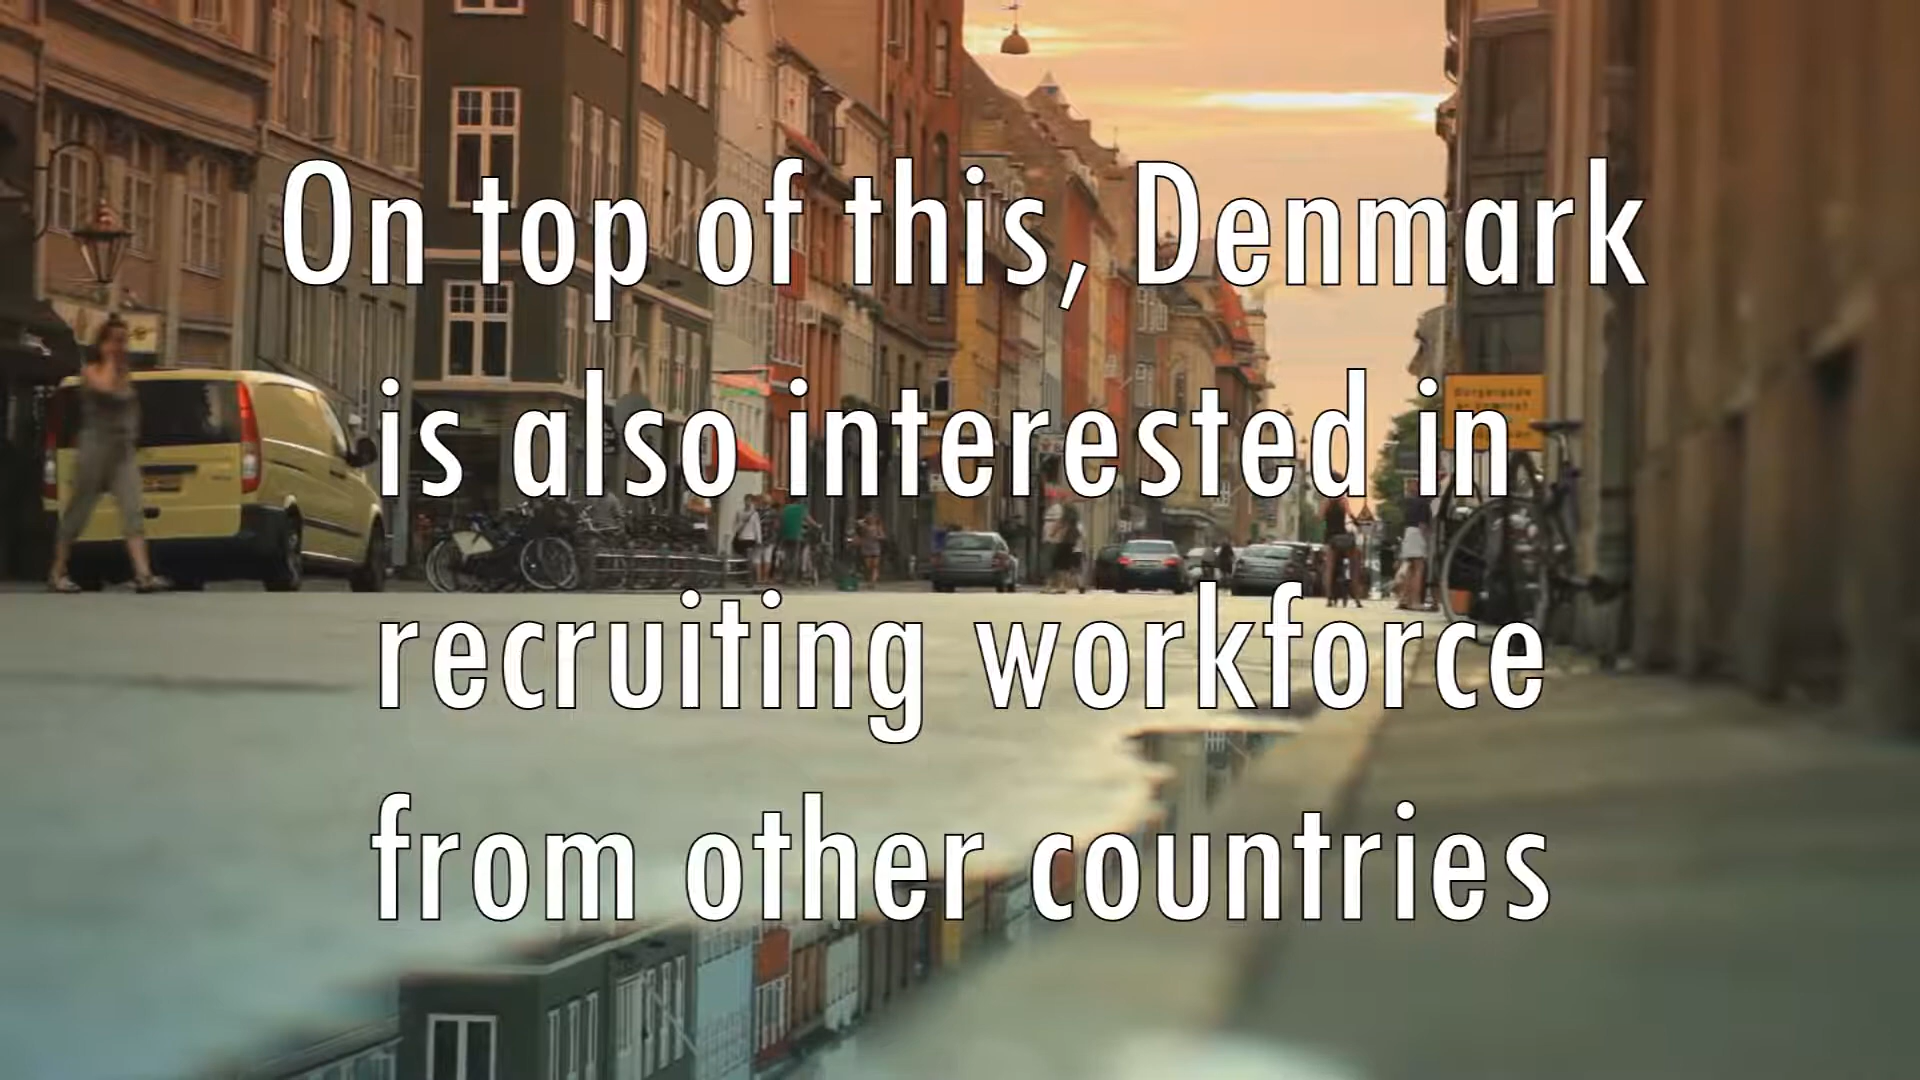 On top of this, Denmark
is also interested in
recruiting workforce
from other countries